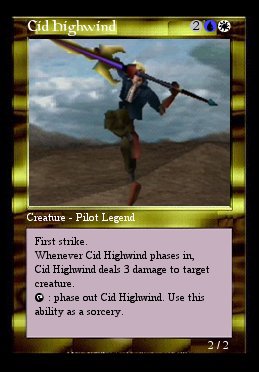 Cid Highwind 2
Creature - Pilot Legend
First strike.
Whenever Cid Highwind phases in,
Cid Highwind deals 3 damage to target
creature.
: phase out Cid Highwind. Use this
ability as a sorcery.
2/2